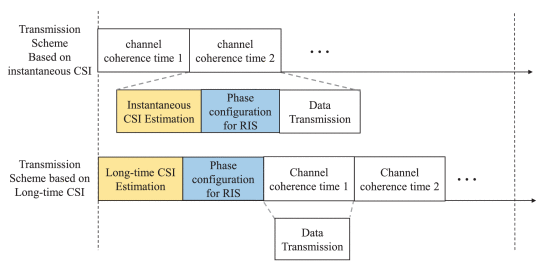 Transmission
Scheme
Based on
instantaneous CSI
channel
coherence time 1
channel
coherence time 2
...
Instantaneous
CSI Estimation
Phase
configuration
for RIS
Data
Transmission
Transmission
Scheme based on
Long-time CSI
Long-time CSI
Estimation
Phase
configuration
for RIS
Channel
coherence time 1
Channel
coherence time 2
...
Data
Transmission